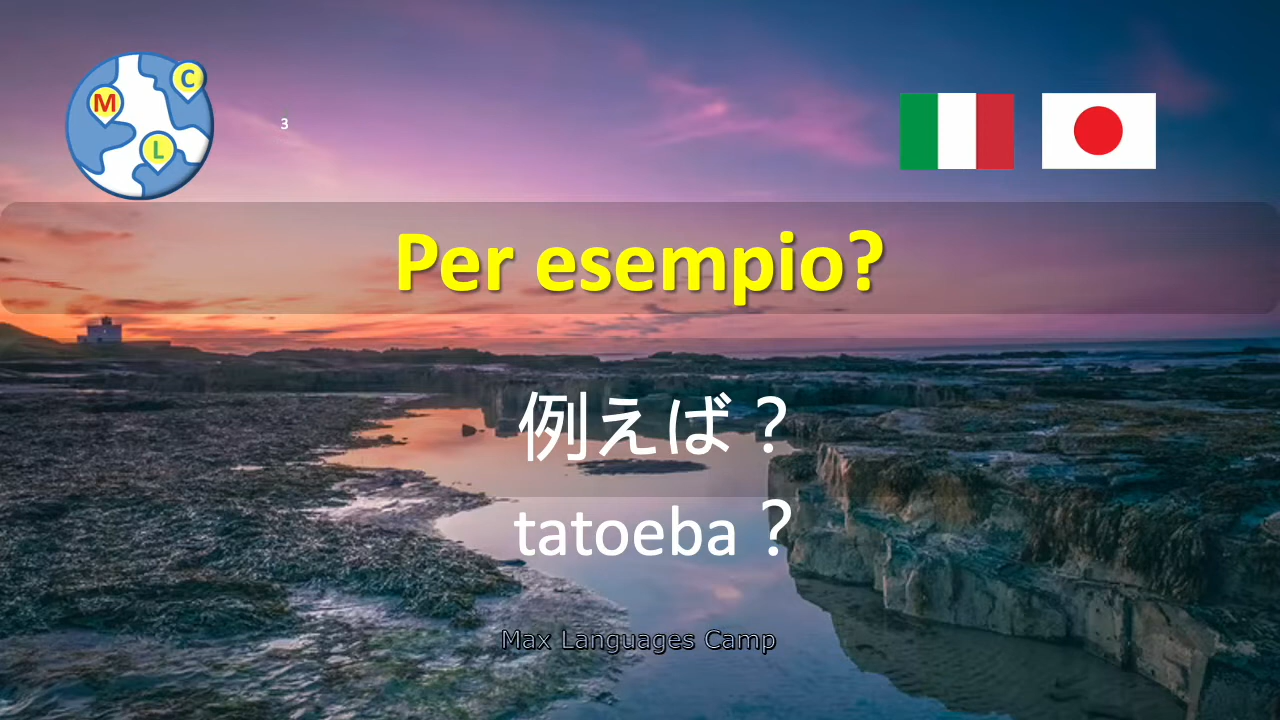 M
C
L
3
Per esempio?
例えば？
tatoeba？
Max Languages Camp